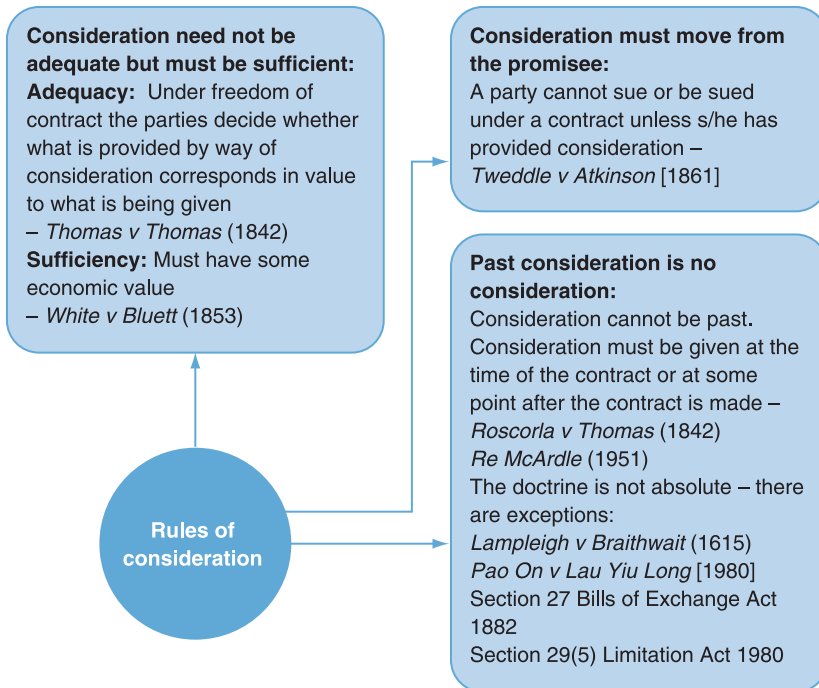 Consideration need not be
adequate but must be sufficient:
Adequacy: Under freedom of
contract the parties decide whether
what is provided by way of
consideration corresponds in value
to what is being given
– Thomas v Thomas (1842)
Sufficiency: Must have some
economic value
– White v Bluett (1853)
Consideration must move from
the promisee:
A party cannot sue or be sued
under a contract unless s/he has
provided consideration –
Tweddle v Atkinson [1861]
Past consideration is no
consideration:
Consideration cannot be past.
Consideration must be given at the
time of the contract or at some
point after the contract is made –
Roscorla v Thomas (1842)
Re McArdle (1951)
The doctrine is not absolute – there
are exceptions:
Lampleigh v Braithwait (1615)
Pao On v Lau Yiu Long [1980]
Section 27 Bills of Exchange Act
1882
Section 29(5) Limitation Act 1980
Rules of
consideration